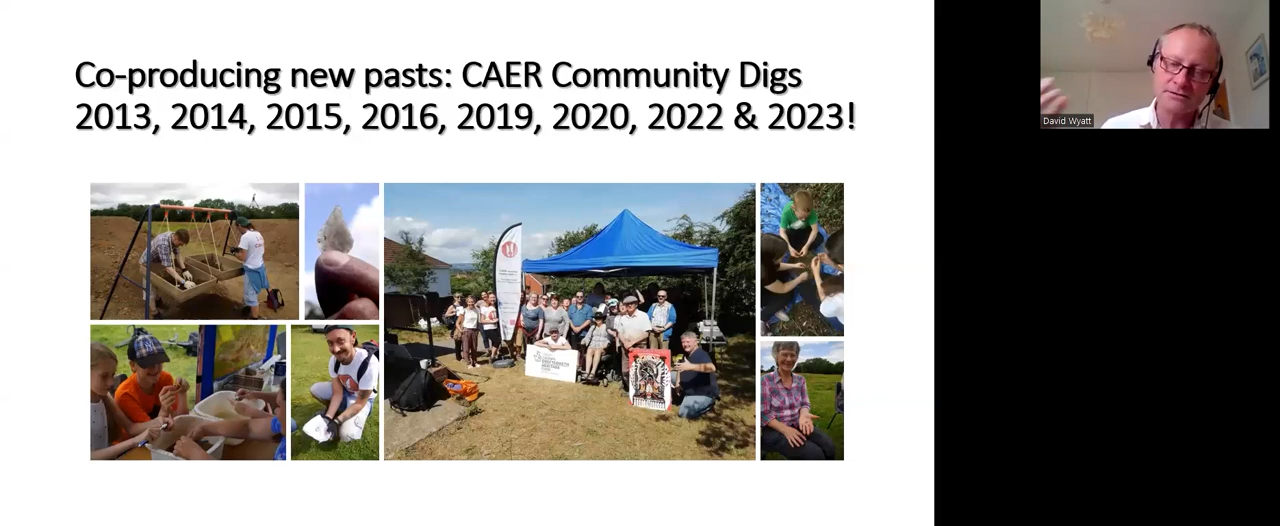 Co-producing new pasts: CAER Community Digs
2013, 2014, 2015, 2016, 2019, 2020, 2022 & 2023!
David Wyatt